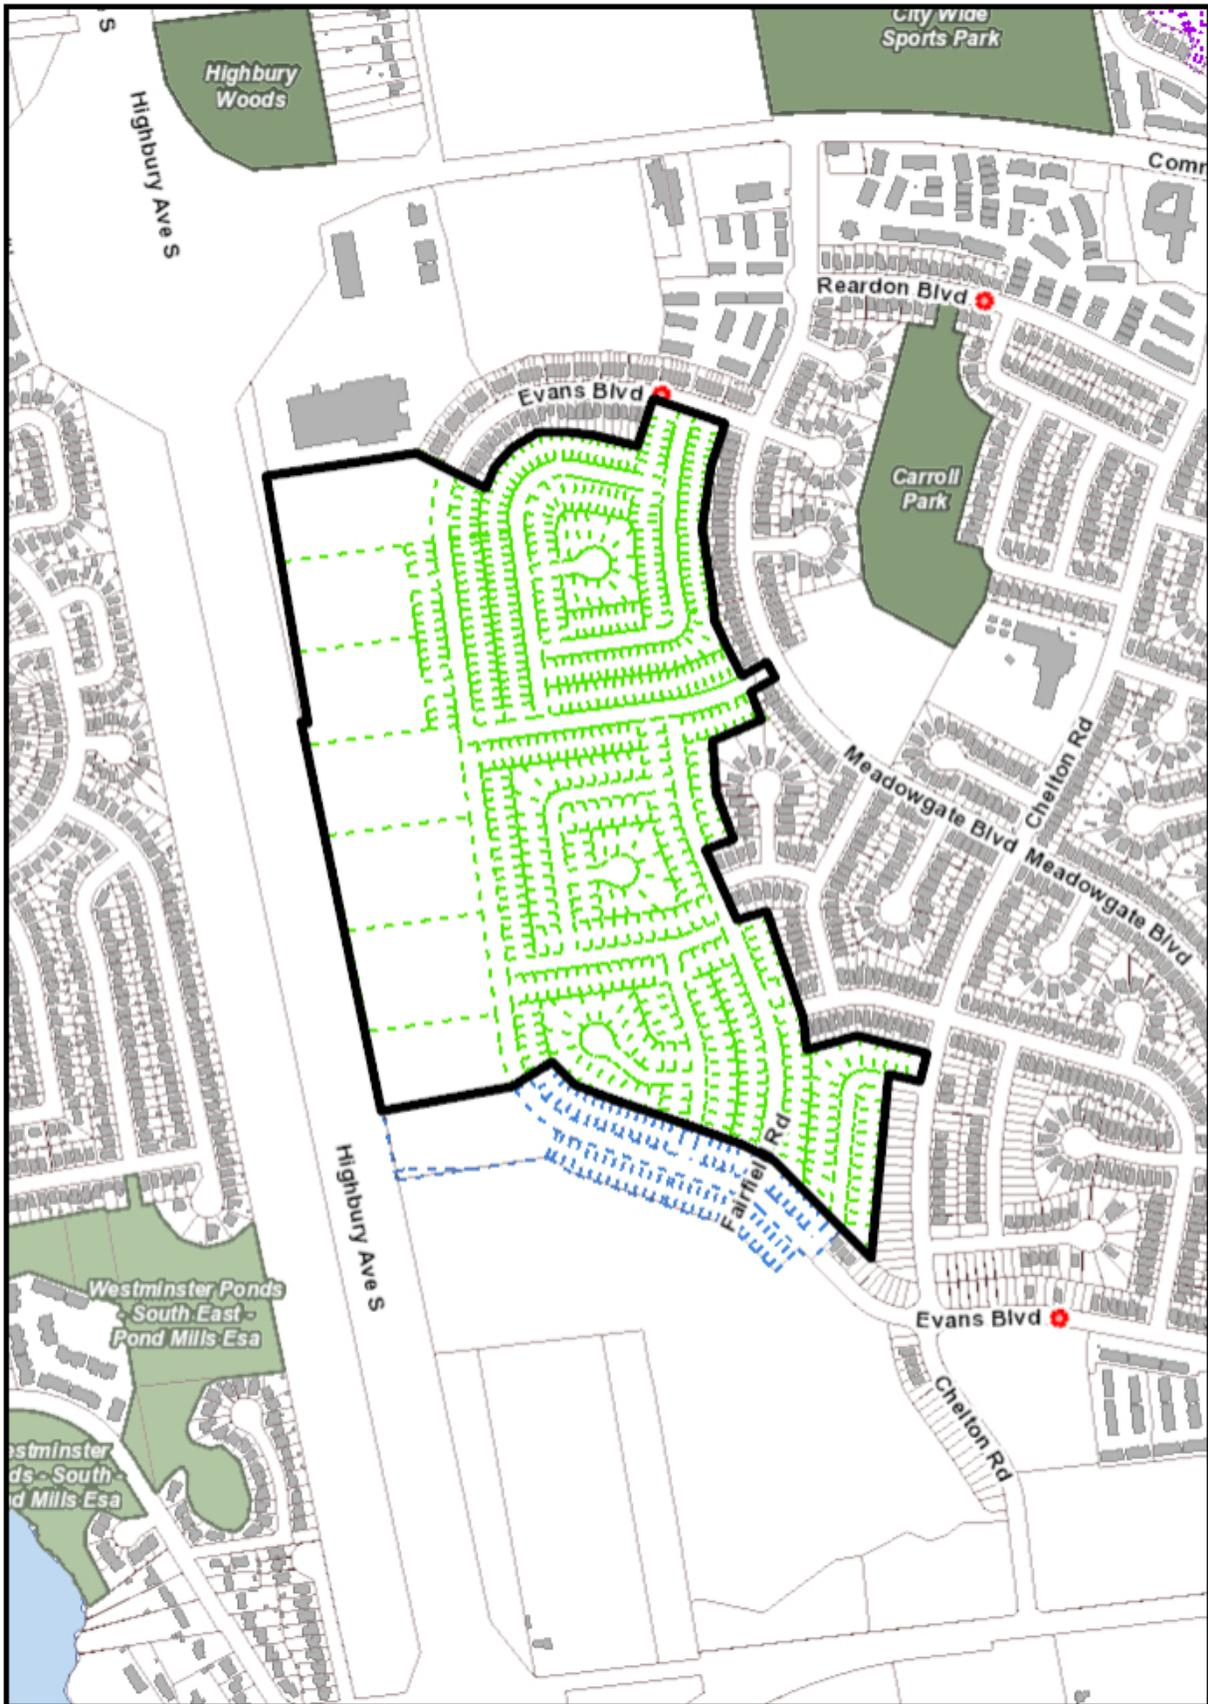 S
City Wide
Sports Park
Highbury
Woods
Highbury Ave S
Comm
Reardon Blvd
Evans Blvd
Carroll
Park
Chelton Rd
Meadowgate Blvd
Meadowgate Blvd
Fairfiel Rd
Highbury Ave S
Westminster Ponds
- South East -
Pond Mills Esa
Evans Blvd
Chelton Rd
estminster
ds - South -
d Mills Esa